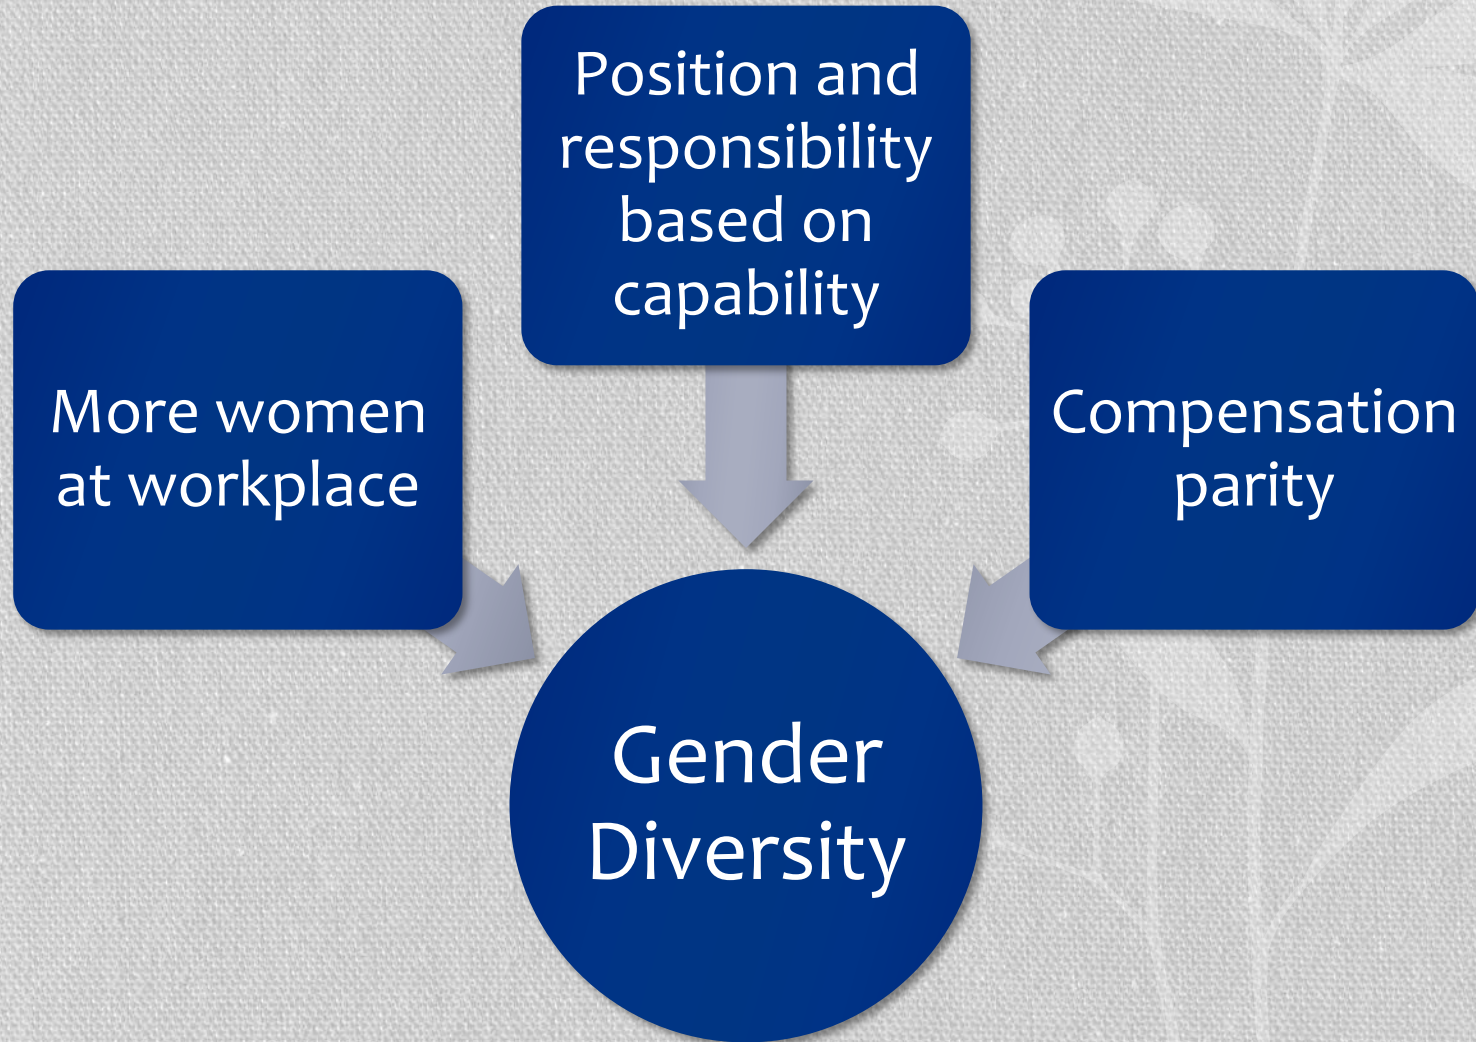 Position and
responsibility
based on
capability
More women
at workplace
Compensation
parity
Gender
Diversity